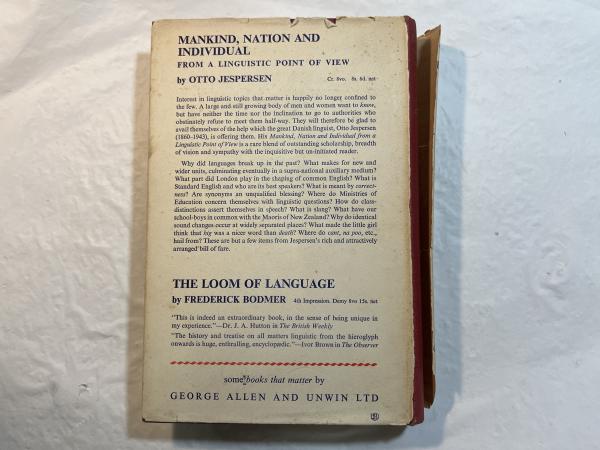 MANKIND, NATION AND
INDIVIDUAL
FROM A LINGUISTIC POINT OF VIEW
by OTTO JESPERSEN Cr. 8vo. 8s. 6d. net
Interest in linguistic topics that matter is happily no longer confined to
the few. A large and still growing body of men and women want to know,
but have neither the time nor the inclination to go to authorities who
obstinately refuse to meet them half-way. They will therefore be glad to
avail themselves of the help which the great Danish linguist, Otto Jespersen
(1860–1943), is offering them. His Mankind, Nation and Individual from a
Linguistic Point of View is a rare blend of outstanding scholarship, breadth
of vision and sympathy with the inquisitive but un-initiated reader.
Why did languages break up in the past? What makes for new and
wider units, culminating eventually in a supra-national auxiliary medium?
What part did London play in the shaping of common English? What is
Standard English and who are its best speakers? What is meant by correct-
ness? Are synonyms an unqualified blessing? Where do Ministries of
Education concern themselves with linguistic questions? How do class-
distinctions assert themselves in speech? What is slang? What have our
school-boys in common with the Maoris of New Zealand? Why do identical
sound changes occur at widely separated places? What made the little girl
think that hig was a nicer word than death? Where do cant, na poo, etc.,
hail from? These are but a few items from Jespersen's rich and attractively
arranged bill of fare.
THE LOOM OF LANGUAGE
by FREDERICK BODMER 4th Impression. Demy 8vo 15s. net
"This is indeed an extraordinary book, in the sense of being unique in
my experience."—Dr. J. A. Hutton in The British Weekly
"The history and treatise on all matters linguistic from the hieroglyph
onwards is huge, enthralling, encyclopædic."—Ivor Brown in The Observer
some books that matter by
GEORGE ALLEN AND UNWIN LTD